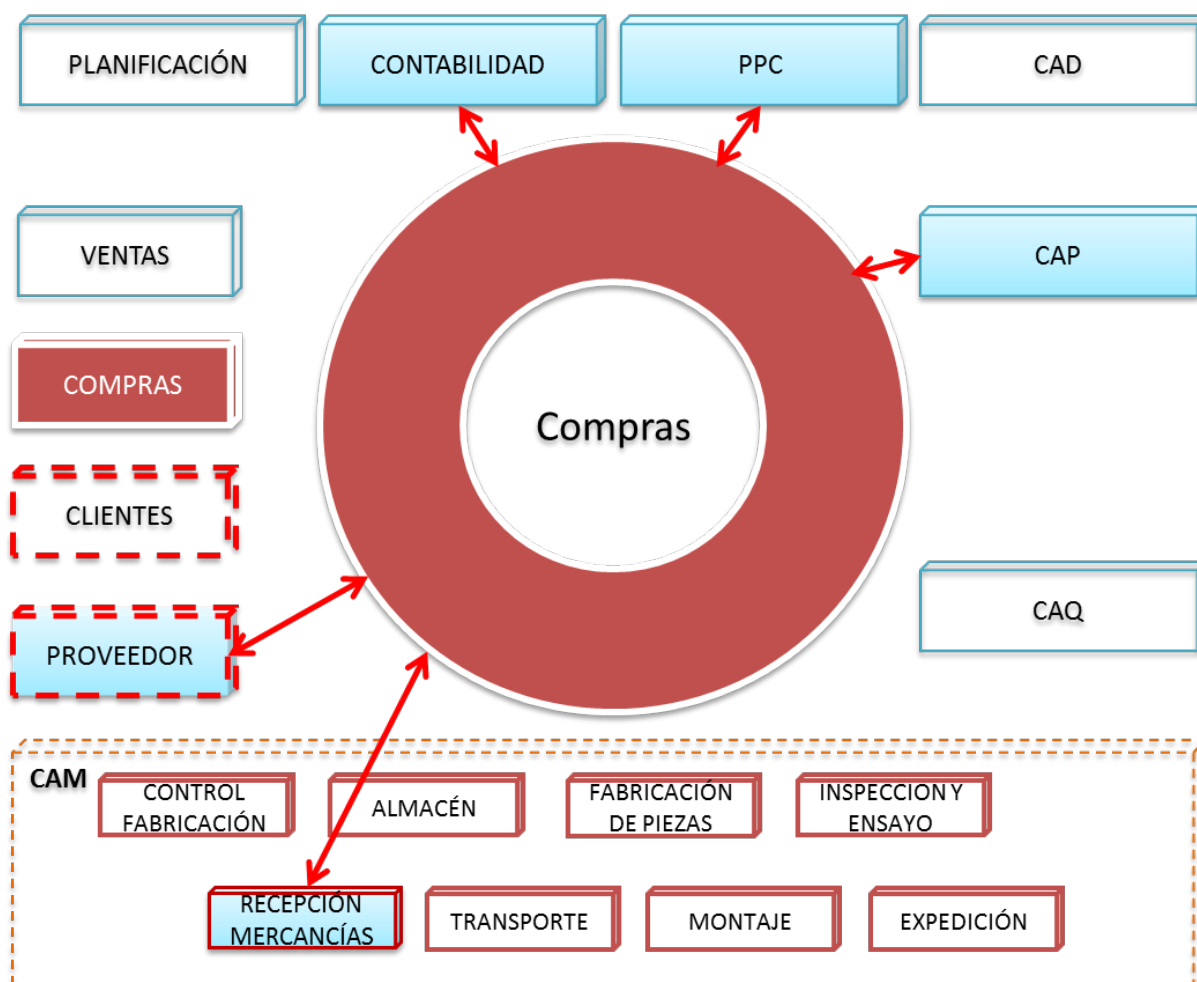 PLANIFICACIÓN
CONTABILIDAD
PPC
CAD
VENTAS
CAP
COMPRAS
Compras
CLIENTES
CAQ
PROVEEDOR
CAM
CONTROL
FABRICACIÓN
ALMACÉN
FABRICACIÓN
DE PIEZAS
INSPECCION Y
ENSAYO
RECEPCIÓN
MERCANCÍAS
TRANSPORTE
MONTAJE
EXPEDICIÓN